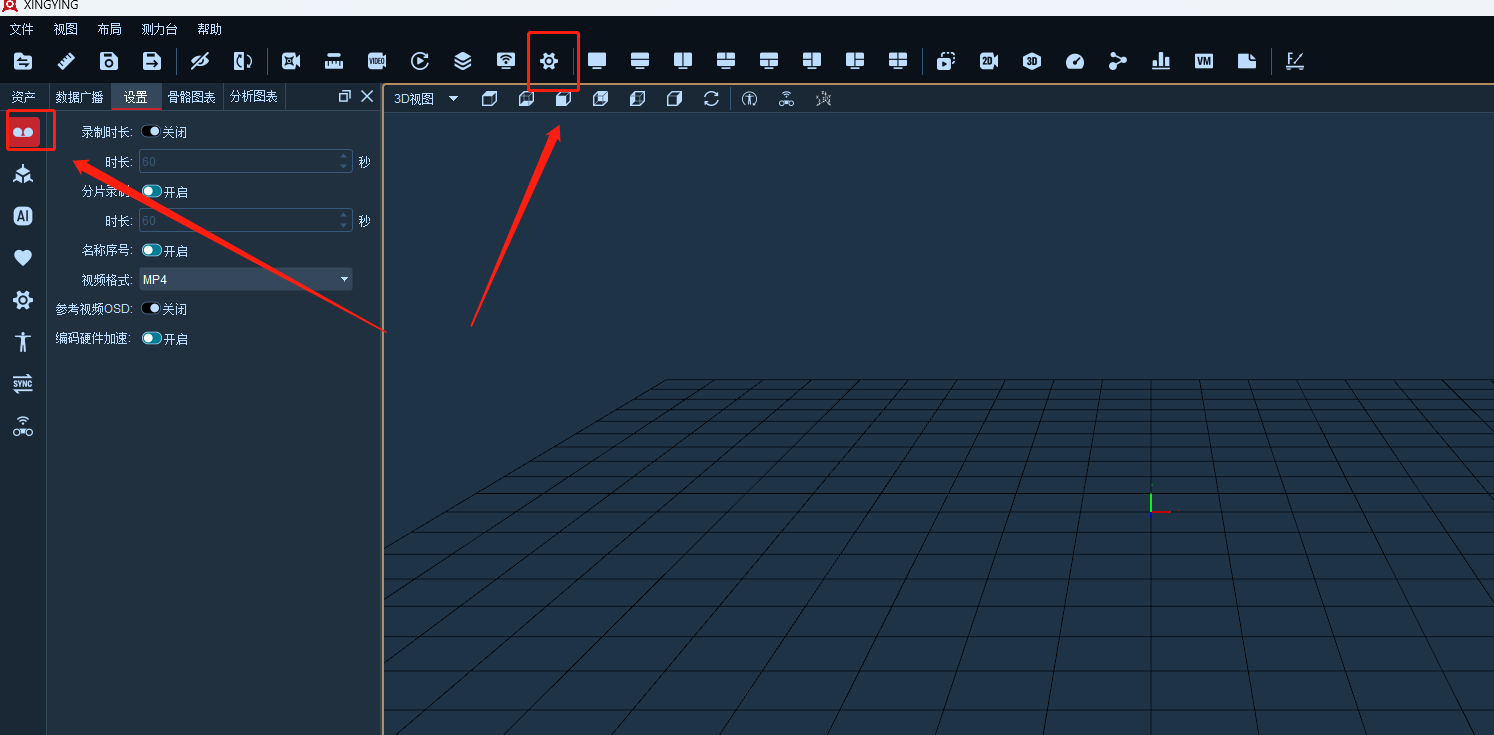 XINGYING
文件 视图 布局 测力台 帮助
VIDEO 2D 3D VM
资产 数据广播 设置 骨骼图表 分析图表
3D视图
录制时长: 关闭
时长: 60 秒
分片录制: 开启
时长: 60 秒
AI
名称序号: 开启
视频格式: MP4
参考视频OSD: 关闭
编码硬件加速: 开启
SYNC